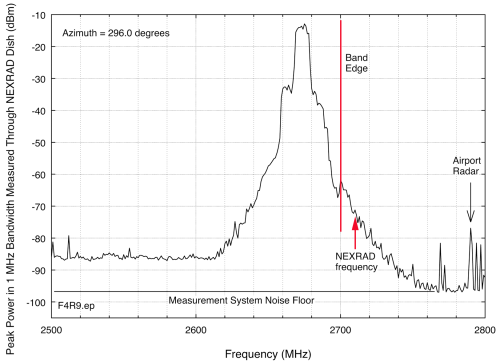 Peak Power in 1 MHz Bandwidth Measured Through NEXRAD Dish (dBm)
-10
-20
-30
-40
-50
-60
-70
-80
-90
-100
Azimuth = 296.0 degrees
Band
Edge
Airport
Radar
NEXRAD
frequency
Measurement System Noise Floor
F4R9.ep
2500
2600
2700
2800
Frequency (MHz)